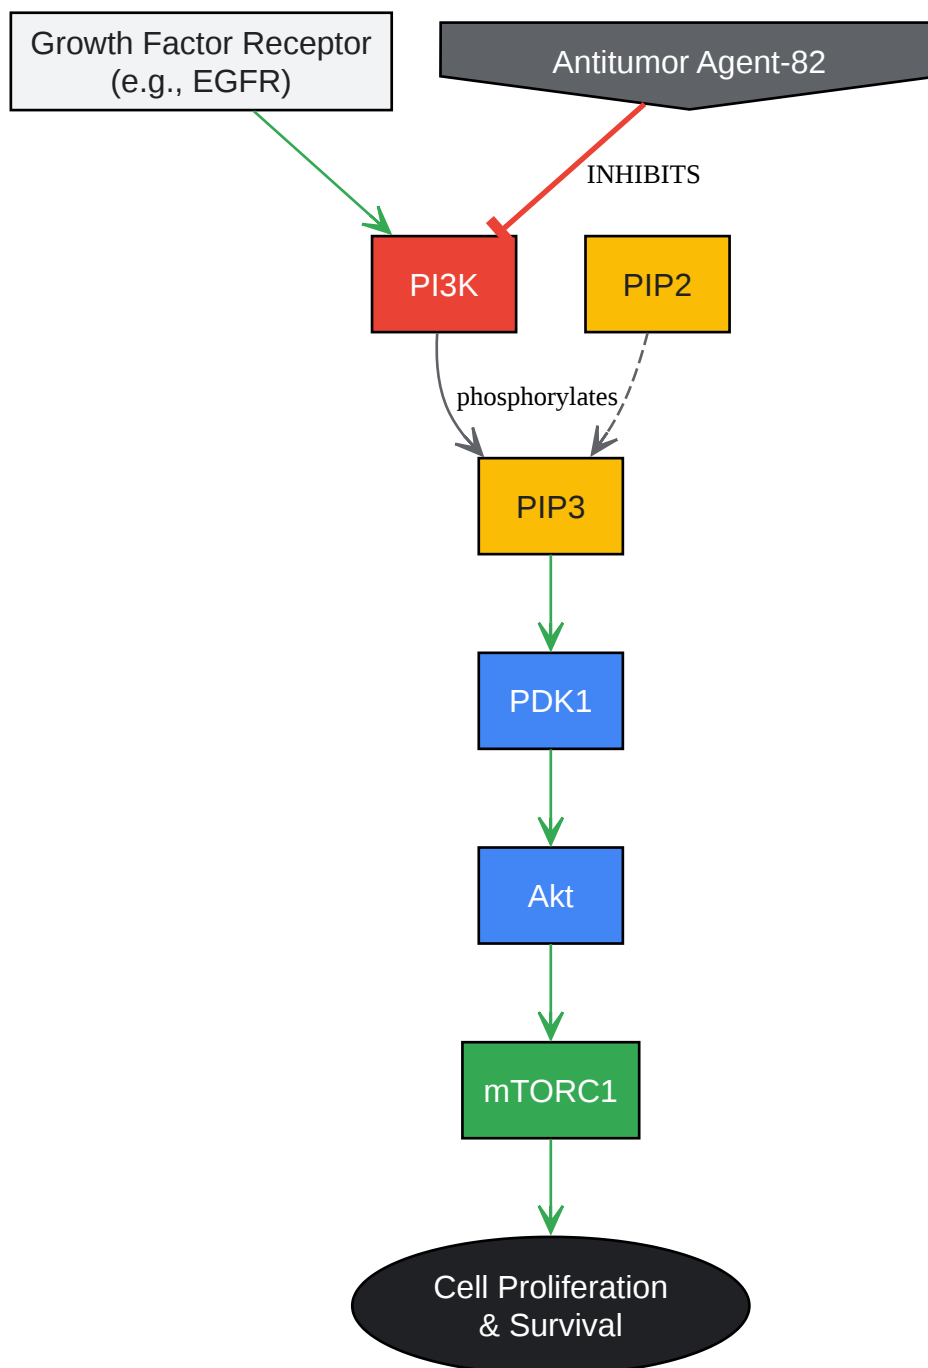 Growth Factor Receptor
(e.g., EGFR)
Antitumor Agent-82
INHIBITS
PI3K
PIP2
phosphorylates
PIP3
PDK1
Akt
mTORC1
Cell Proliferation
& Survival